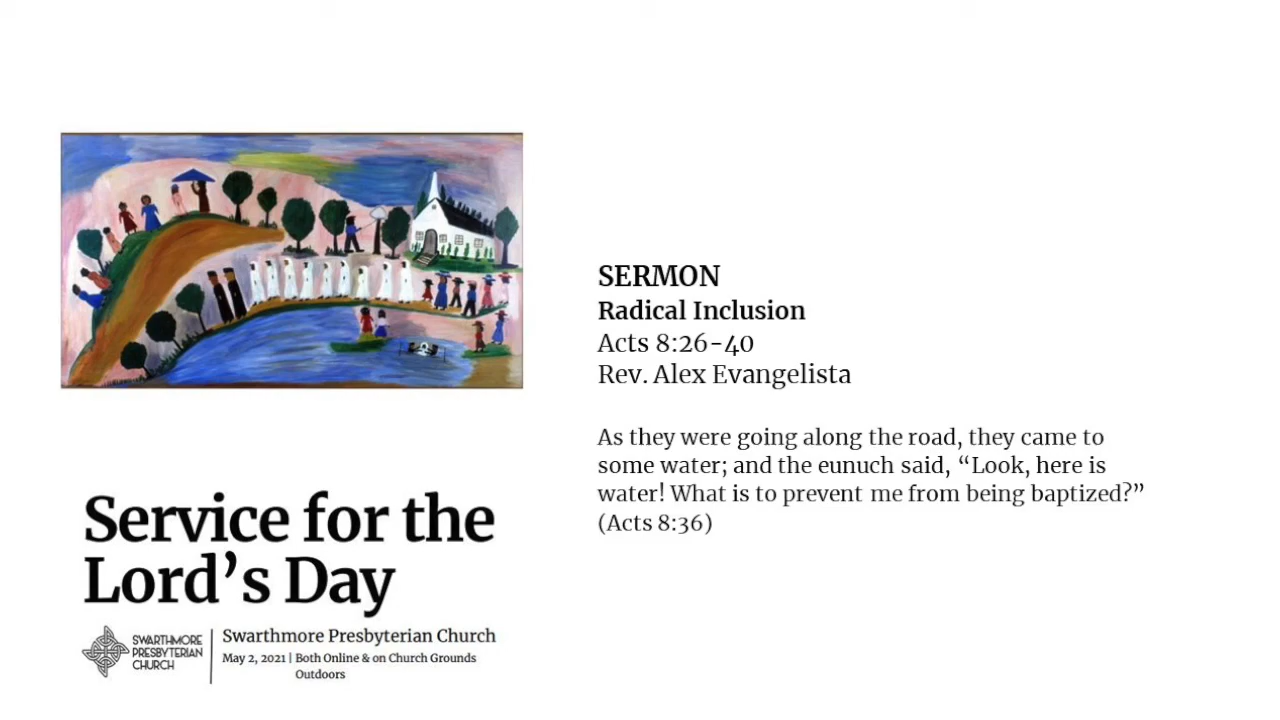 SERMON
Radical Inclusion
Acts 8:26-40
Rev. Alex Evangelista
As they were going along the road, they came to
some water; and the eunuch said, “Look, here is
water! What is to prevent me from being baptized?”
(Acts 8:36)
Service for the
Lord’s Day
SWARTHMORE
PRESBYTERIAN
CHURCH
Swarthmore Presbyterian Church
May 2, 2021 | Both Online & on Church Grounds
Outdoors